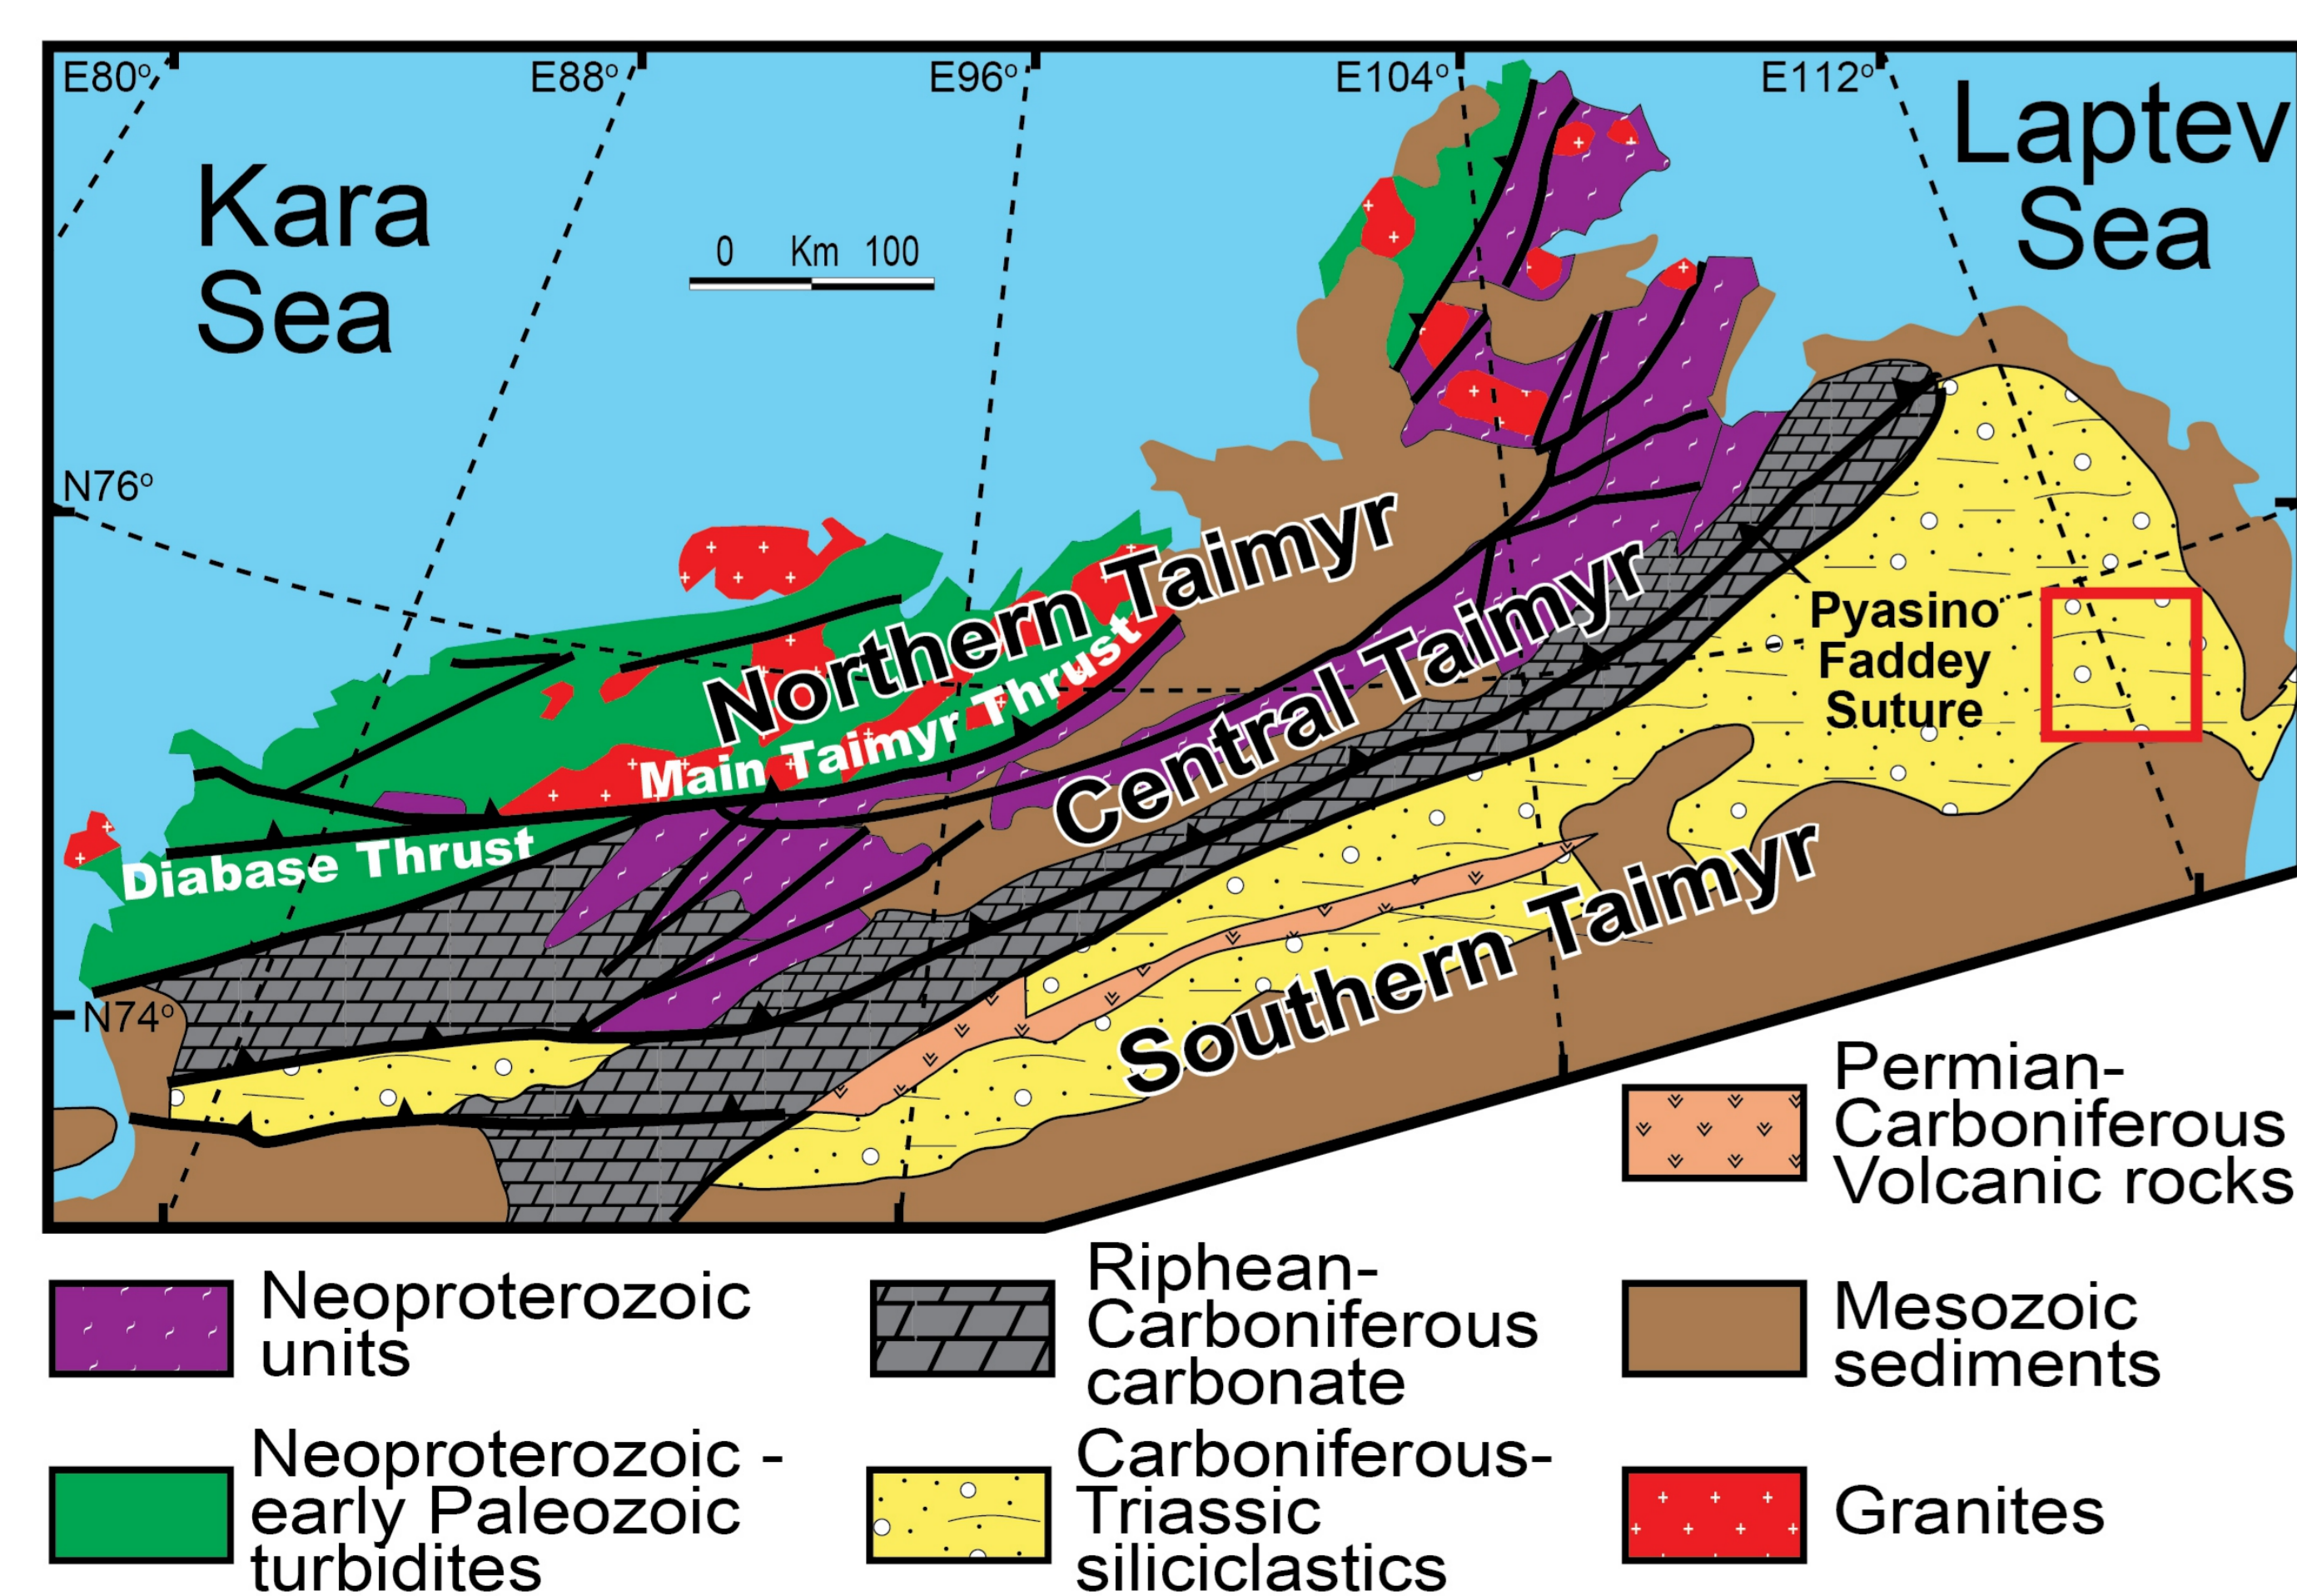 E80°
E88°
E96°
E104°
E112°
Laptev
Sea
Kara
Sea
0 Km 100
N76°
Northern Taimyr
Main Taimyr Thrust
Central Taimyr
Pyasino
Faddey
Suture
Diabase Thrust
Southern Taimyr
N74°
Permian-
Carboniferous
Volcanic rocks
Neoproterozoic
units
Riphean-
Carboniferous
carbonate
Mesozoic
sediments
Neoproterozoic -
early Paleozoic
turbidites
Carboniferous-
Triassic
siliciclastics
Granites